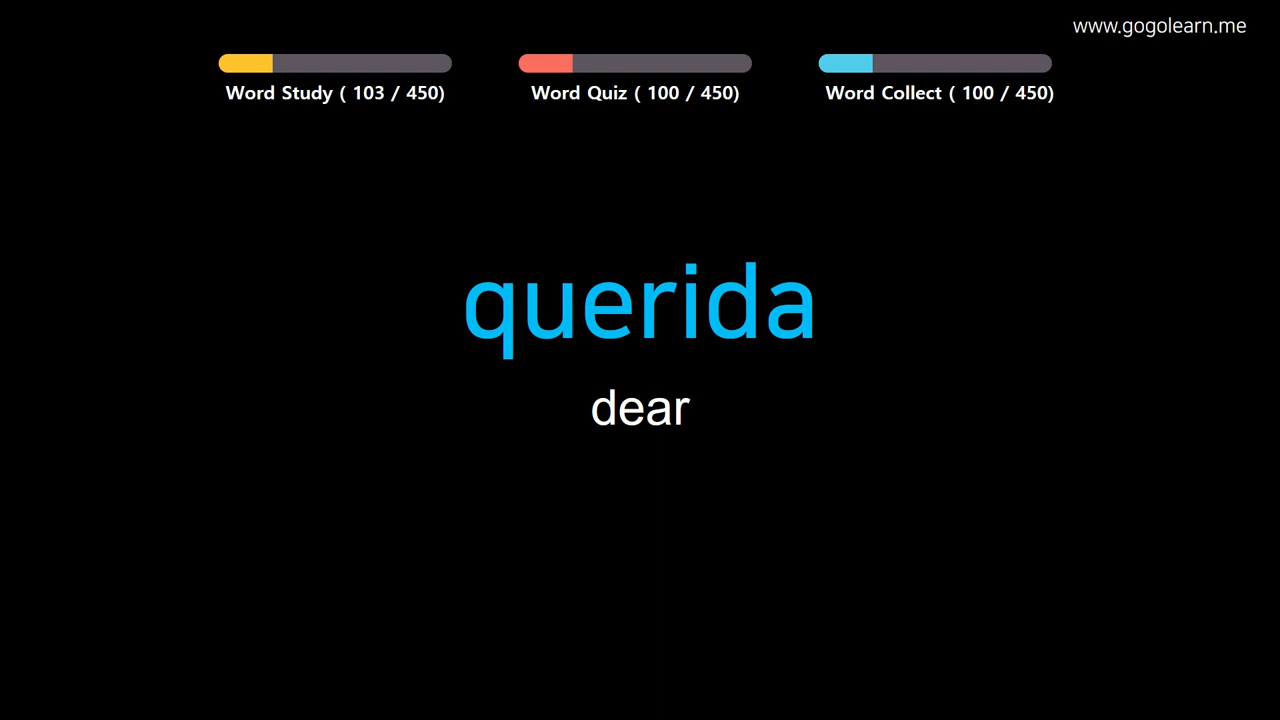 www.gogolearn.me
Word Study ( 103 / 450)
Word Quiz ( 100 / 450)
Word Collect ( 100 / 450)
querida
dear